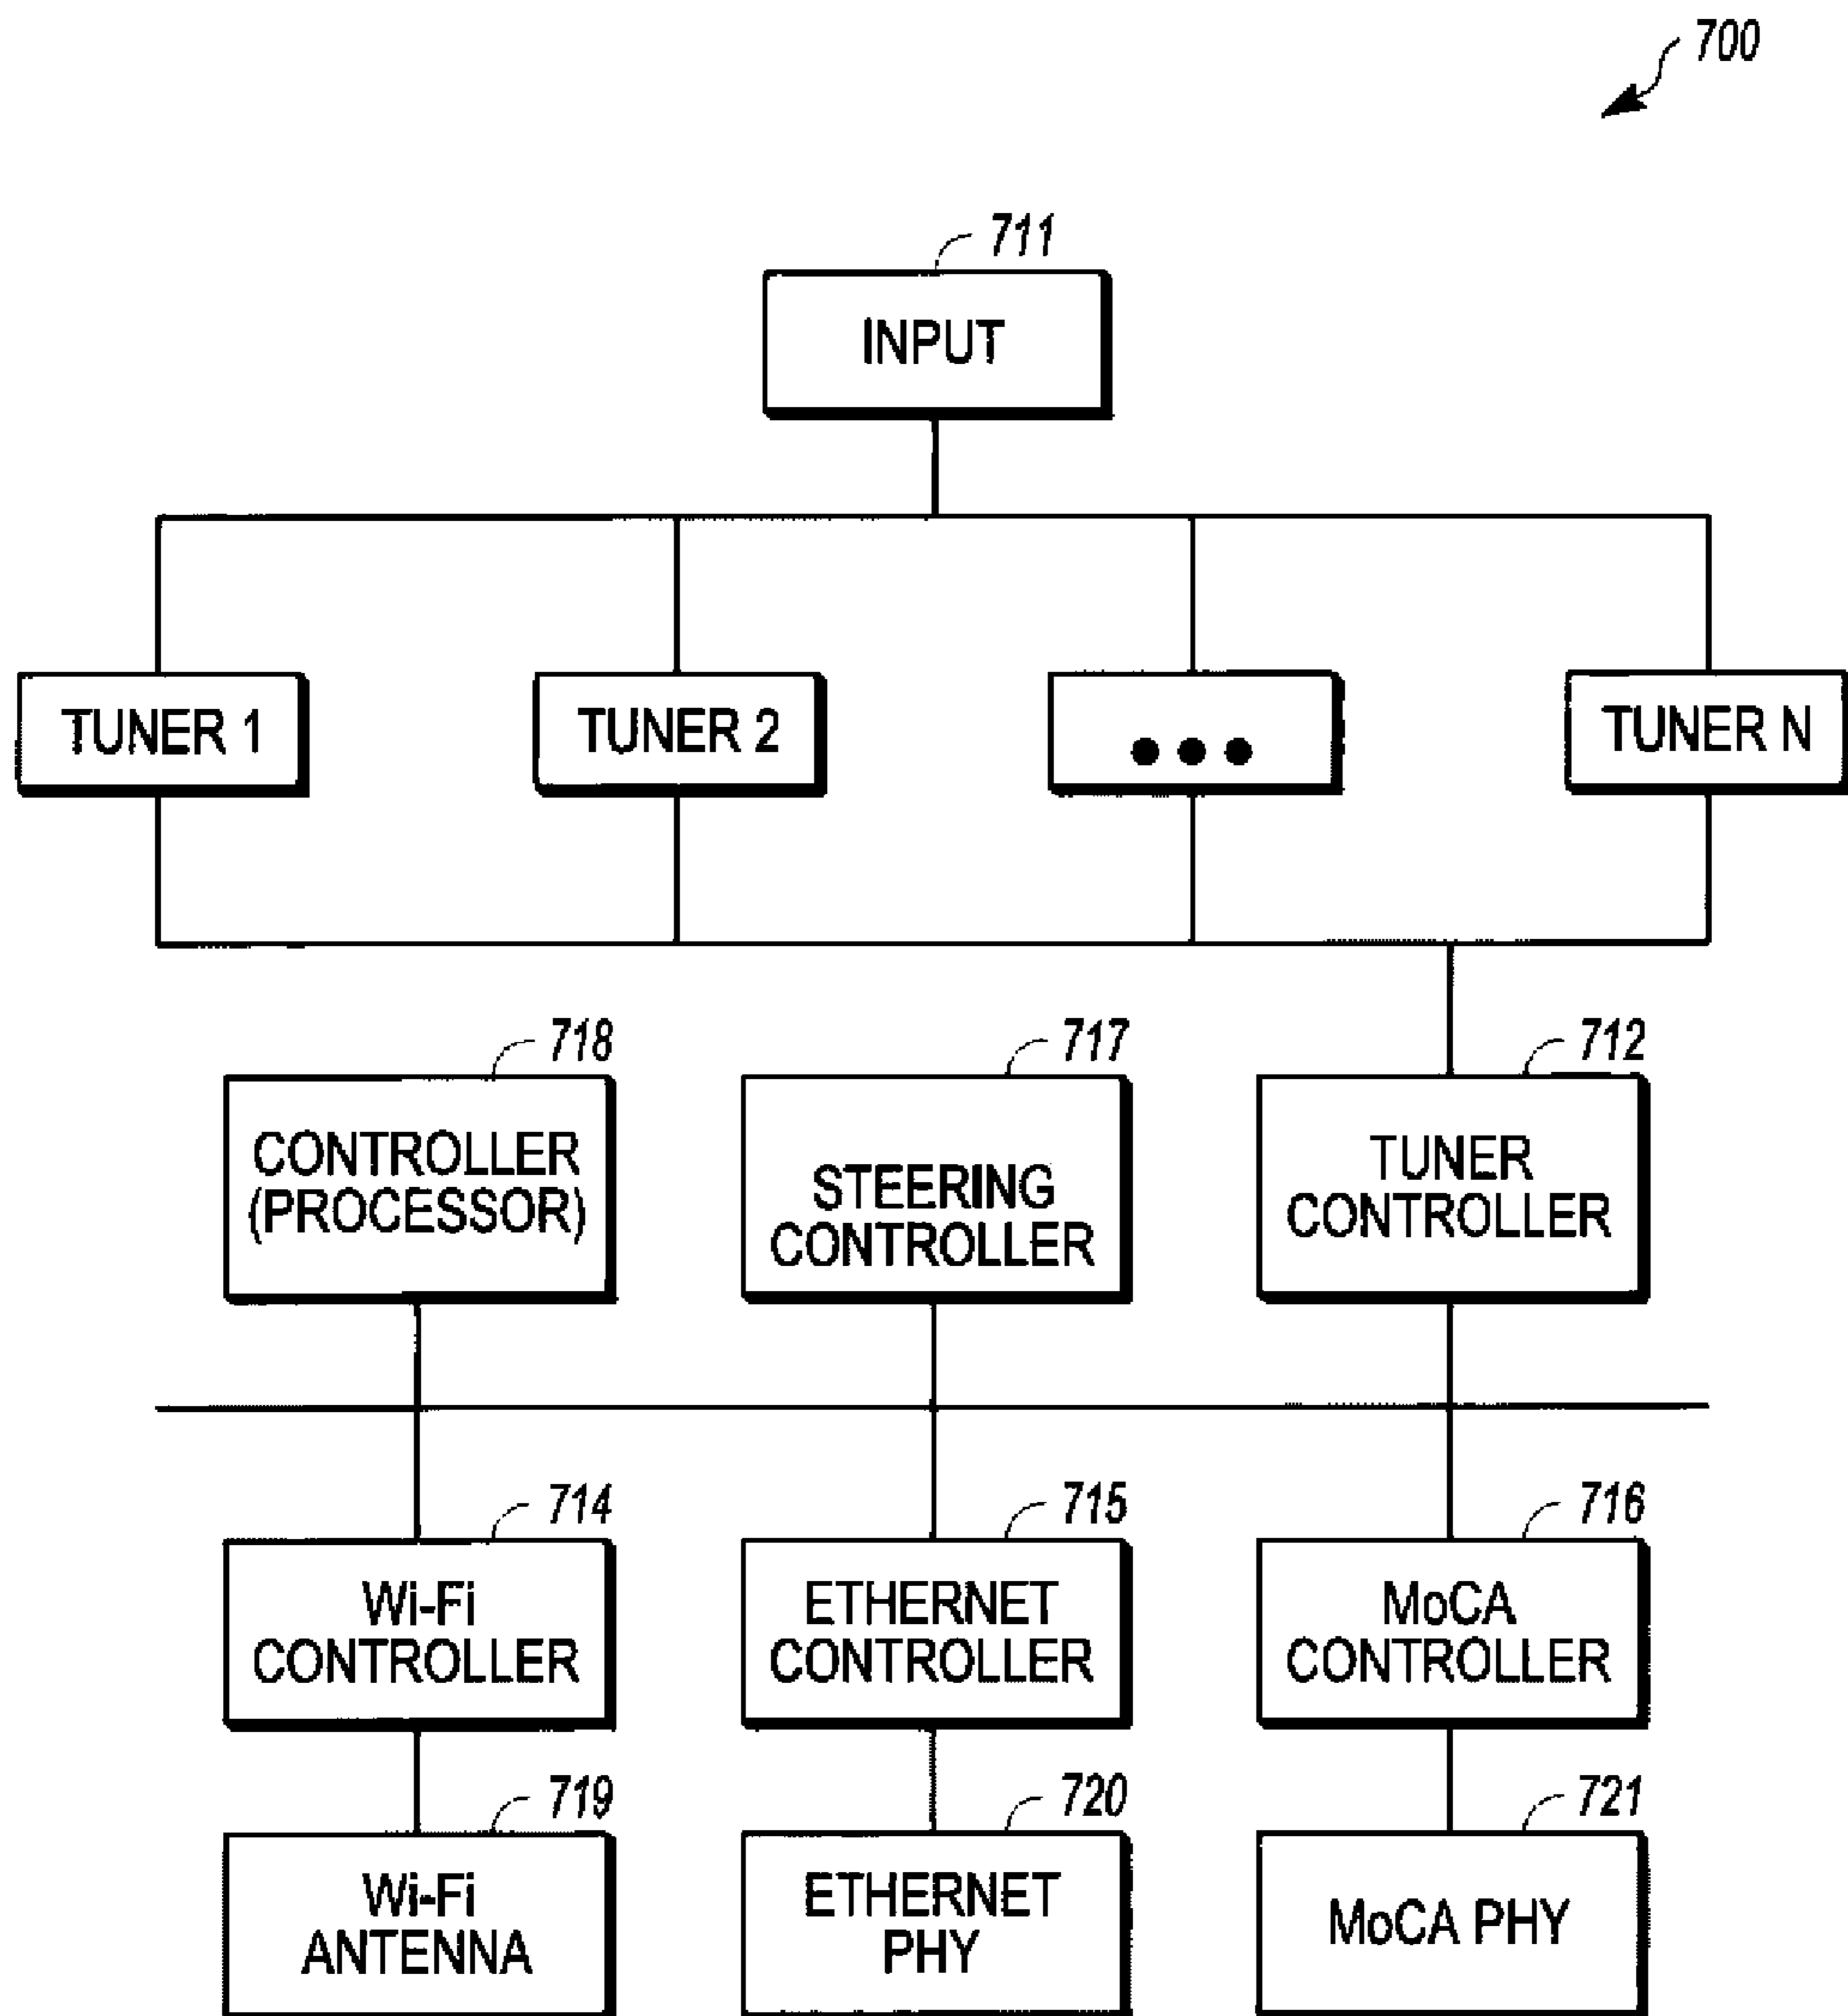 700
711
INPUT
TUNER 1
TUNER 2
●●●
TUNER N
718
CONTROLLER
(PROCESSOR)
717
STEERING
CONTROLLER
712
TUNER
CONTROLLER
714
Wi-Fi
CONTROLLER
715
ETHERNET
CONTROLLER
716
MoCA
CONTROLLER
719
Wi-Fi
ANTENNA
720
ETHERNET
PHY
721
MoCA PHY